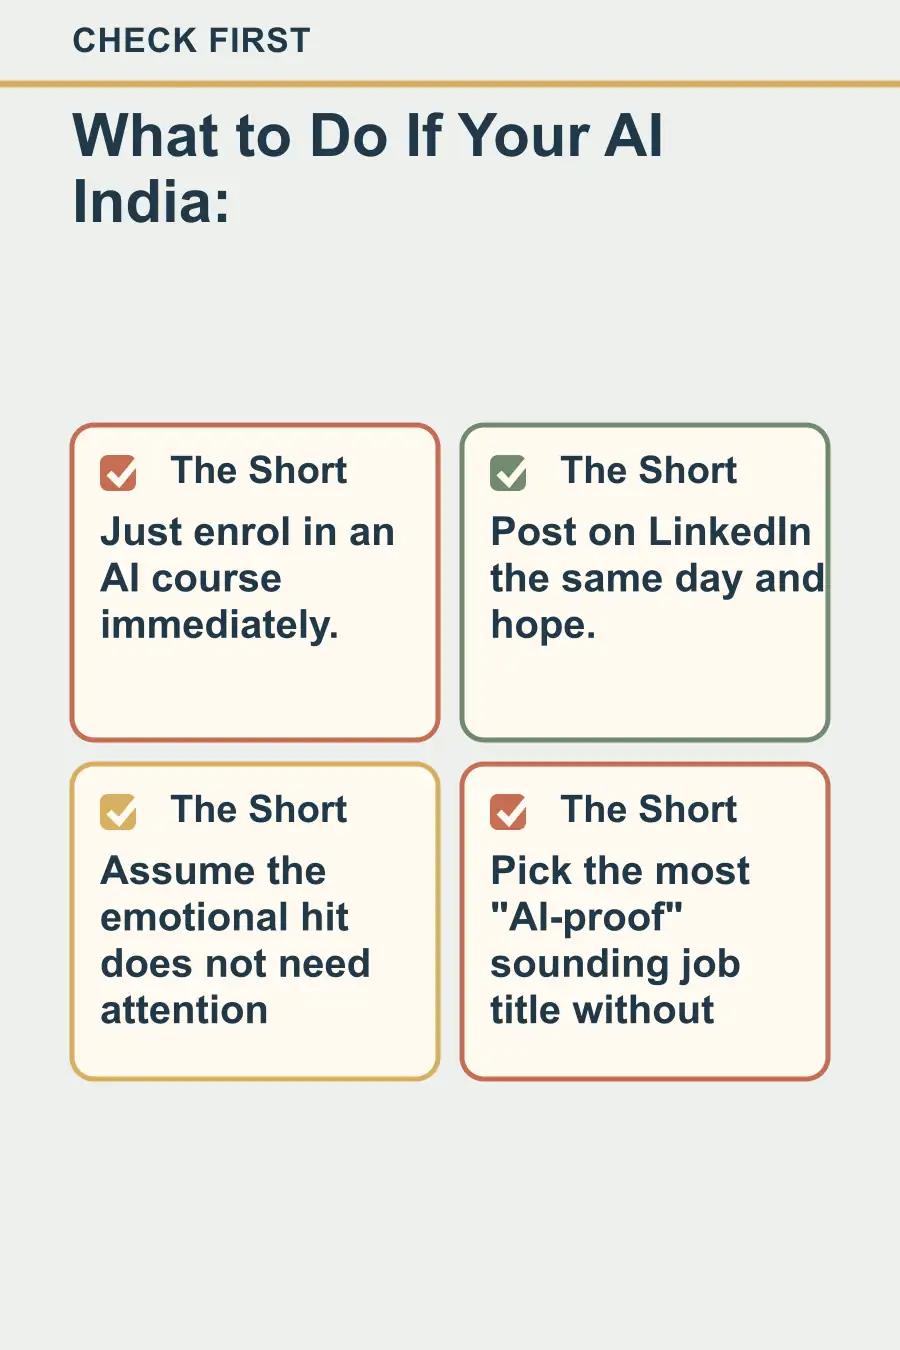 CHECK FIRST
What to Do If Your AI
India:
The Short
Just enrol in an
AI course
immediately.
The Short
Post on LinkedIn
the same day and
hope.
The Short
Assume the
emotional hit
does not need
attention
The Short
Pick the most
"AI-proof"
sounding job
title without